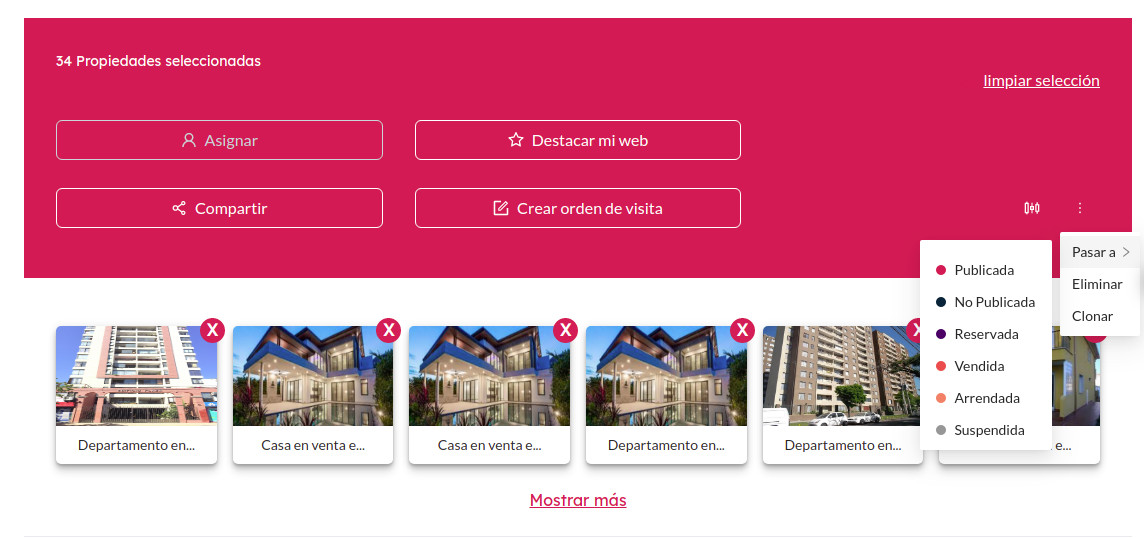 34 Propiedades seleccionadas
limpiar selección
Asignar
Destacar mi web
Compartir
Crear orden de visita
Pasar a
Eliminar
Clonar
Publicada
No Publicada
Reservada
Vendida
Arrendada
Suspendida
X
X
X
X
X
Departamento en...
Casa en venta e...
Casa en venta e...
Departamento en...
Departamento en...
e...
Mostrar más